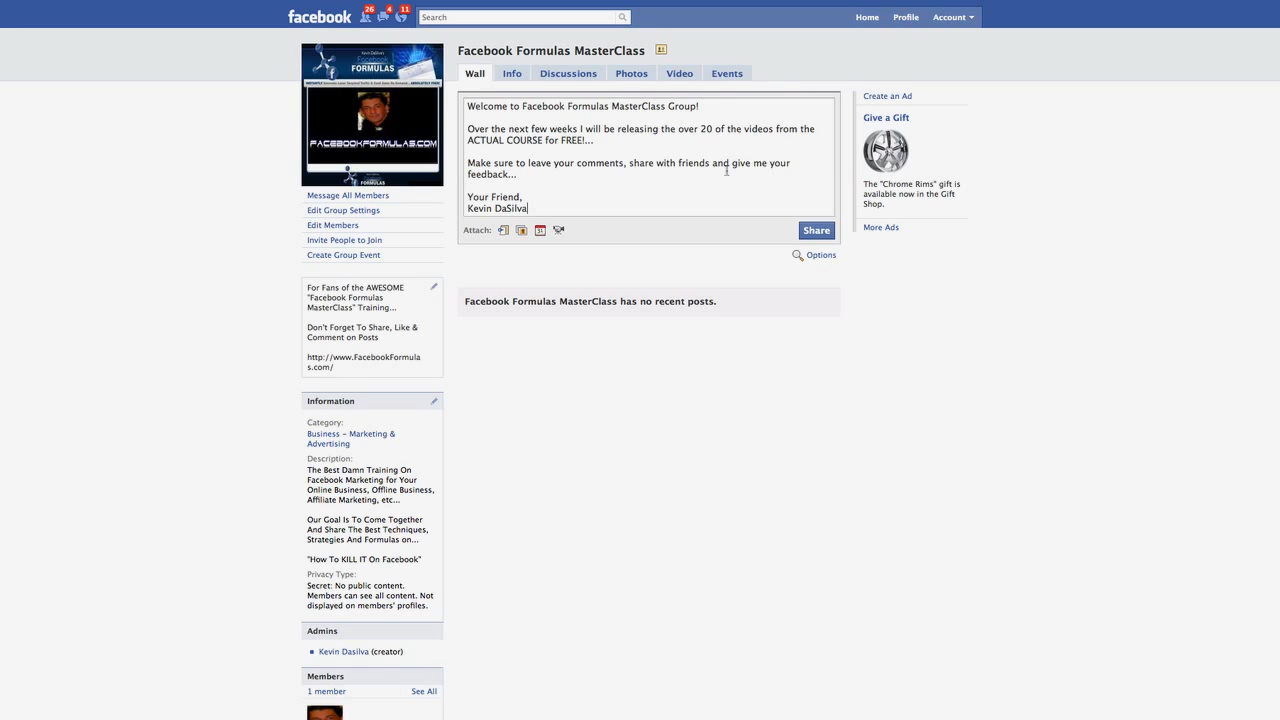 facebook
26
4
11
Search
Home
Profile
Account
FORMULAS
FACEBOOKFORMULAS.COM
FORMULAS
Message All Members
Edit Group Settings
Edit Members
Invite People to Join
Create Group Event
For Fans of the AWESOME
"Facebook Formulas
MasterClass" Training...
Don't Forget To Share, Like &
Comment on Posts
http://www.FacebookFormula
s.com/
Information
Category:
Business - Marketing &
Advertising
Description:
The Best Damn Training On
Facebook Marketing for Your
Online Business, Offline Business,
Affiliate Marketing, etc...
Our Goal Is To Come Together
And Share The Best Techniques,
Strategies And Formulas on...
"How To KILL IT On Facebook"
Privacy Type:
Secret: No public content.
Members can see all content. Not
displayed on members' profiles.
Admins
Kevin Dasilva (creator)
Members
1 member
See All
Facebook Formulas MasterClass
Wall
Info
Discussions
Photos
Video
Events
Welcome to Facebook Formulas MasterClass Group!
Over the next few weeks I will be releasing the over 20 of the videos from the
ACTUAL COURSE for FREE!...
Make sure to leave your comments, share with friends and give me your
feedback...
Your Friend,
Kevin DaSilva
Attach:
31
Share
Options
Facebook Formulas MasterClass has no recent posts.
Create an Ad
Give a Gift
The "Chrome Rims" gift is
available now in the Gift
Shop.
More Ads